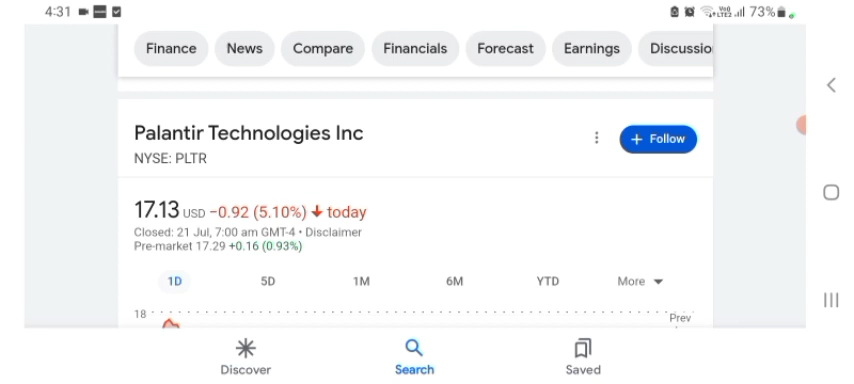 4:31
73%
Finance News Compare Financials Forecast Earnings Discussio
Palantir Technologies Inc
NYSE: PLTR
+ Follow
17.13 USD −0.92 (5.10%) ↓ today
Closed: 21 Jul, 7:00 am GMT-4 • Disclaimer
Pre-market 17.29 +0.16 (0.93%)
1D 5D 1M 6M YTD More
18
Prev
Discover Search Saved